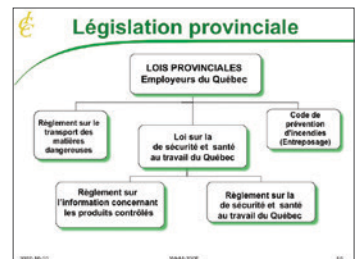 Législation provinciale
LOIS PROVINCIALES
Employeurs du Québec
Règlement sur le
transport des
matières
dangereuses
Loi sur la
de sécurité et santé
au travail du Québec
Code de
prévention
d'incendies
(Entreposage)
Règlement sur
l'information concernant
les produits contrôlés
Règlement sur la
de sécurité et santé
au travail du Québec